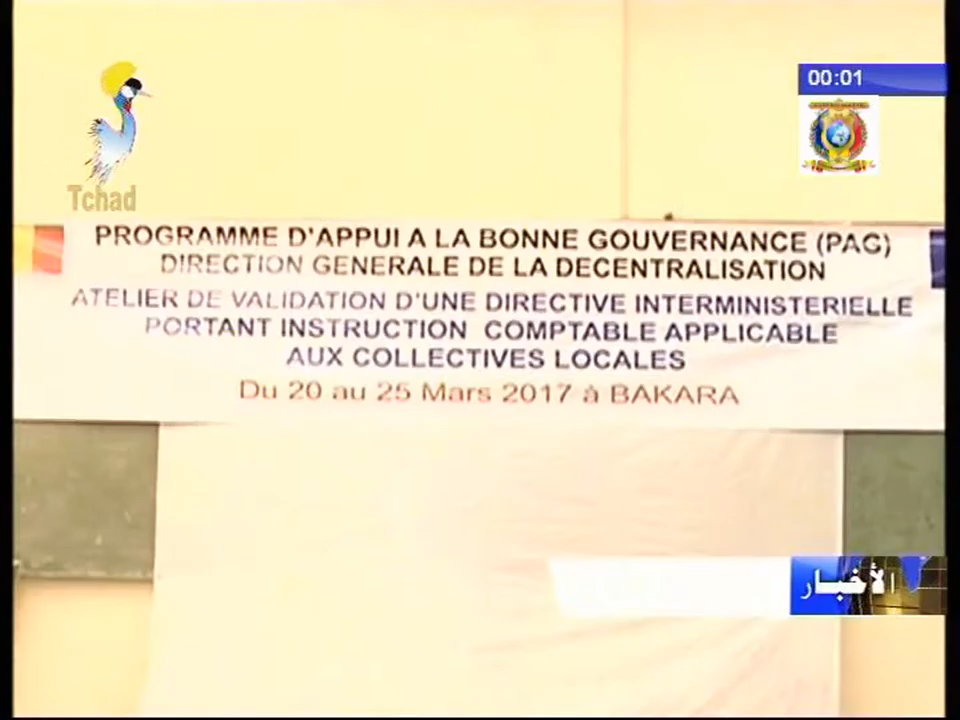 00:01
Tchad
PROGRAMME D'APPUI A LA BONNE GOUVERNANCE (PAG)
DIRECTION GENERALE DE LA DECENTRALISATION
ATELIER DE VALIDATION D'UNE DIRECTIVE INTERMINISTERIELLE
PORTANT INSTRUCTION COMPTABLE APPLICABLE
AUX COLLECTIVES LOCALES
Du 20 au 25 Mars 2017 à BAKARA
الأخبار